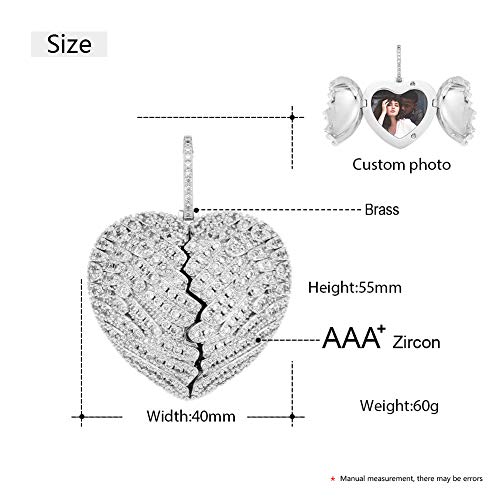 Size
Custom photo
Brass
Height:55mm
AAA+ Zircon
Width:40mm
Weight:60g
* Manual measurement, there may be errors